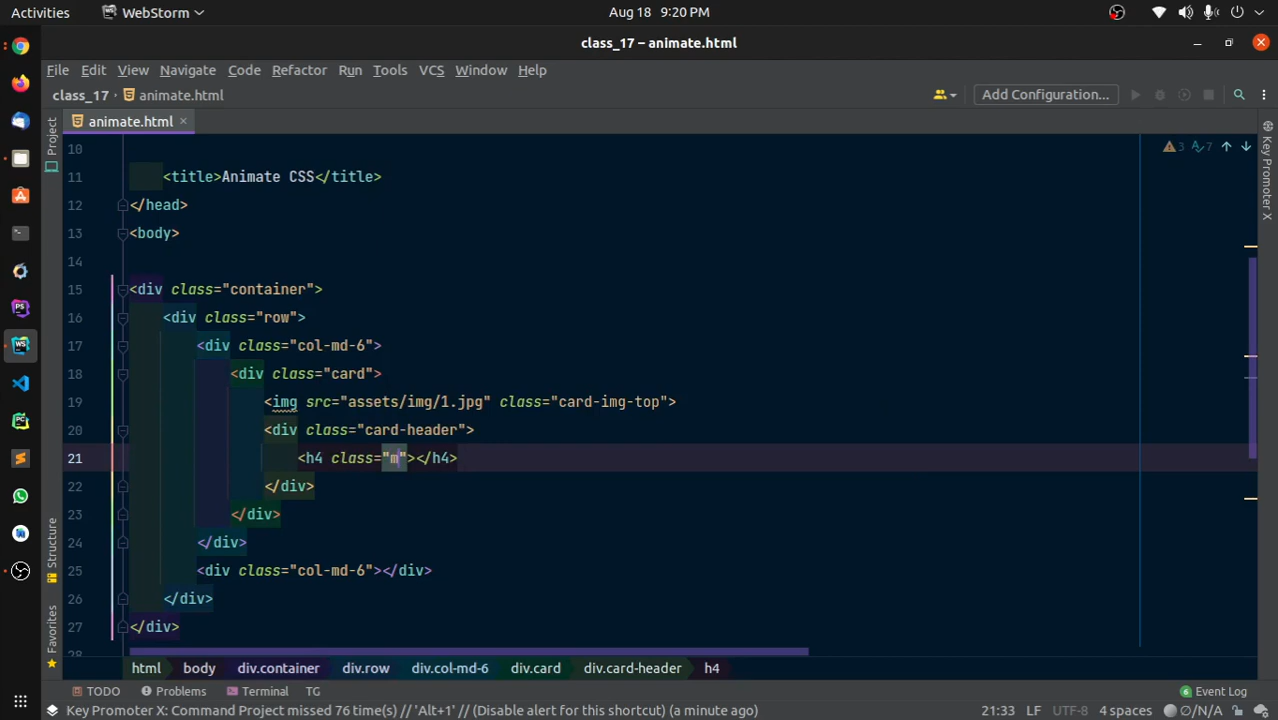 Activities
WebStorm
Aug 18 9:20 PM
class_17 – animate.html
File Edit View Navigate Code Refactor Run Tools VCS Window Help
class_17 animate.html
Add Configuration...
animate.html
Project
Structure
Favorites
Key Promoter X
3 7
10
11 <title>Animate CSS</title>
12 </head>
13 <body>
14
15 <div class="container">
16 <div class="row">
17 <div class="col-md-6">
18 <div class="card">
19 <img src="assets/img/1.jpg" class="card-img-top">
20 <div class="card-header">
21 <h4 class="m"></h4>
22 </div>
23 </div>
24 </div>
25 <div class="col-md-6"></div>
26 </div>
27 </div>
28
html body div.container div.row div.col-md-6 div.card div.card-header h4
TODO Problems Terminal TG
6 Event Log
Key Promoter X: Command Project missed 76 time(s) // 'Alt+1' // (Disable alert for this shortcut) (a minute ago)
21:33 LF UTF-8 4 spaces ∅/N/A